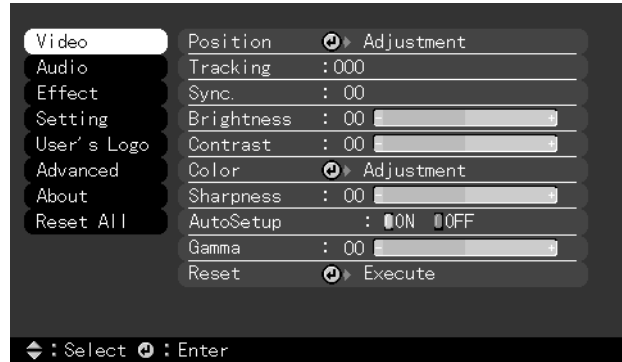 Video
Audio
Effect
Setting
User's Logo
Advanced
About
Reset All
Position Adjustment
Tracking :000
Sync. : 00
Brightness : 00 - +
Contrast : 00 - +
Color Adjustment
Sharpness : 00 - +
AutoSetup : ON OFF
Gamma : 00 - +
Reset Execute
: Select : Enter